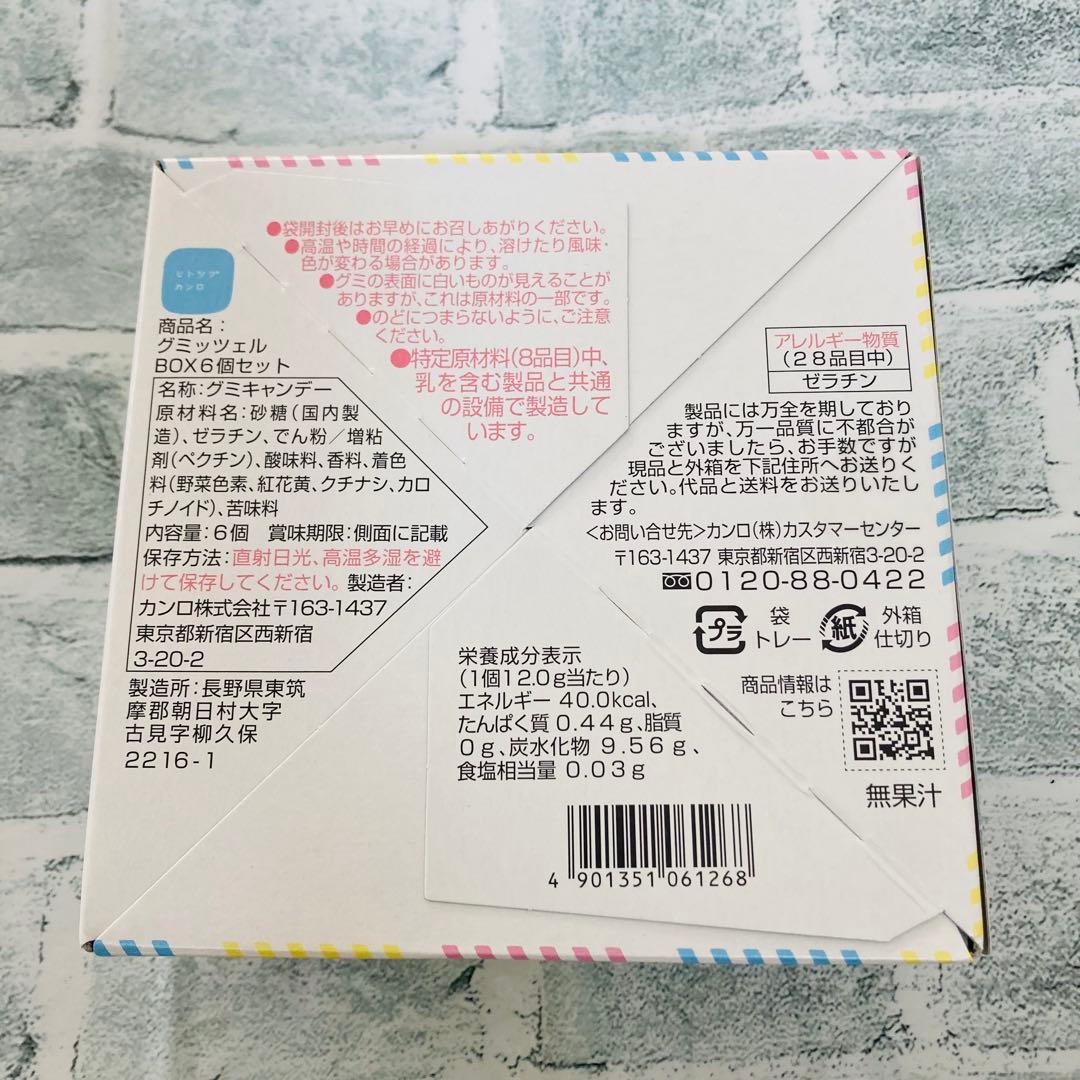 ●袋開封後はお早めにお召しあがりください。
●高温や時間の経過により、溶けたり風味・
色が変わる場合があります。
●グミの表面に白いものが見えることが
ありますが、これは原材料の一部です。
●のどにつまらないように、ご注意
ください。
●特定原材料(8品目)中、
乳を含む製品と共通
の設備で製造して
います。
ヒトツブ
カンロ
商品名：
グミッツェル
BOX6個セット
名称:グミキャンデー
原材料名:砂糖(国内製
造)、ゼラチン、でん粉／増粘
剤(ペクチン)、酸味料、香料、着色
料(野菜色素、紅花黄、クチナシ、カロ
チノイド)、苦味料
内容量:6個　賞味期限:側面に記載
保存方法:直射日光、高温多湿を避
けて保存してください。製造者:
カンロ株式会社〒163-1437
東京都新宿区西新宿
3-20-2
製造所:長野県東筑
摩郡朝日村大字
古見字柳久保
2216-1
アレルギー物質
(28品目中)
ゼラチン
製品には万全を期しており
ますが、万一品質に不都合が
ございましたら、お手数ですが
現品と外箱を下記住所へお送りく
ださい。代品と送料をお送りいたし
ます。
<お問い合せ先>カンロ(株)カスタマーセンター
〒163-1437 東京都新宿区西新宿3-20-2
0120-88-0422
プラ
袋
トレー
紙
外箱
仕切り
商品情報は
こちら
無果汁
栄養成分表示
(1個12.0g当たり)
エネルギー 40.0kcal、
たんぱく質 0.44g、脂質
0g、炭水化物 9.56g、
食塩相当量 0.03g
4 901351 061268